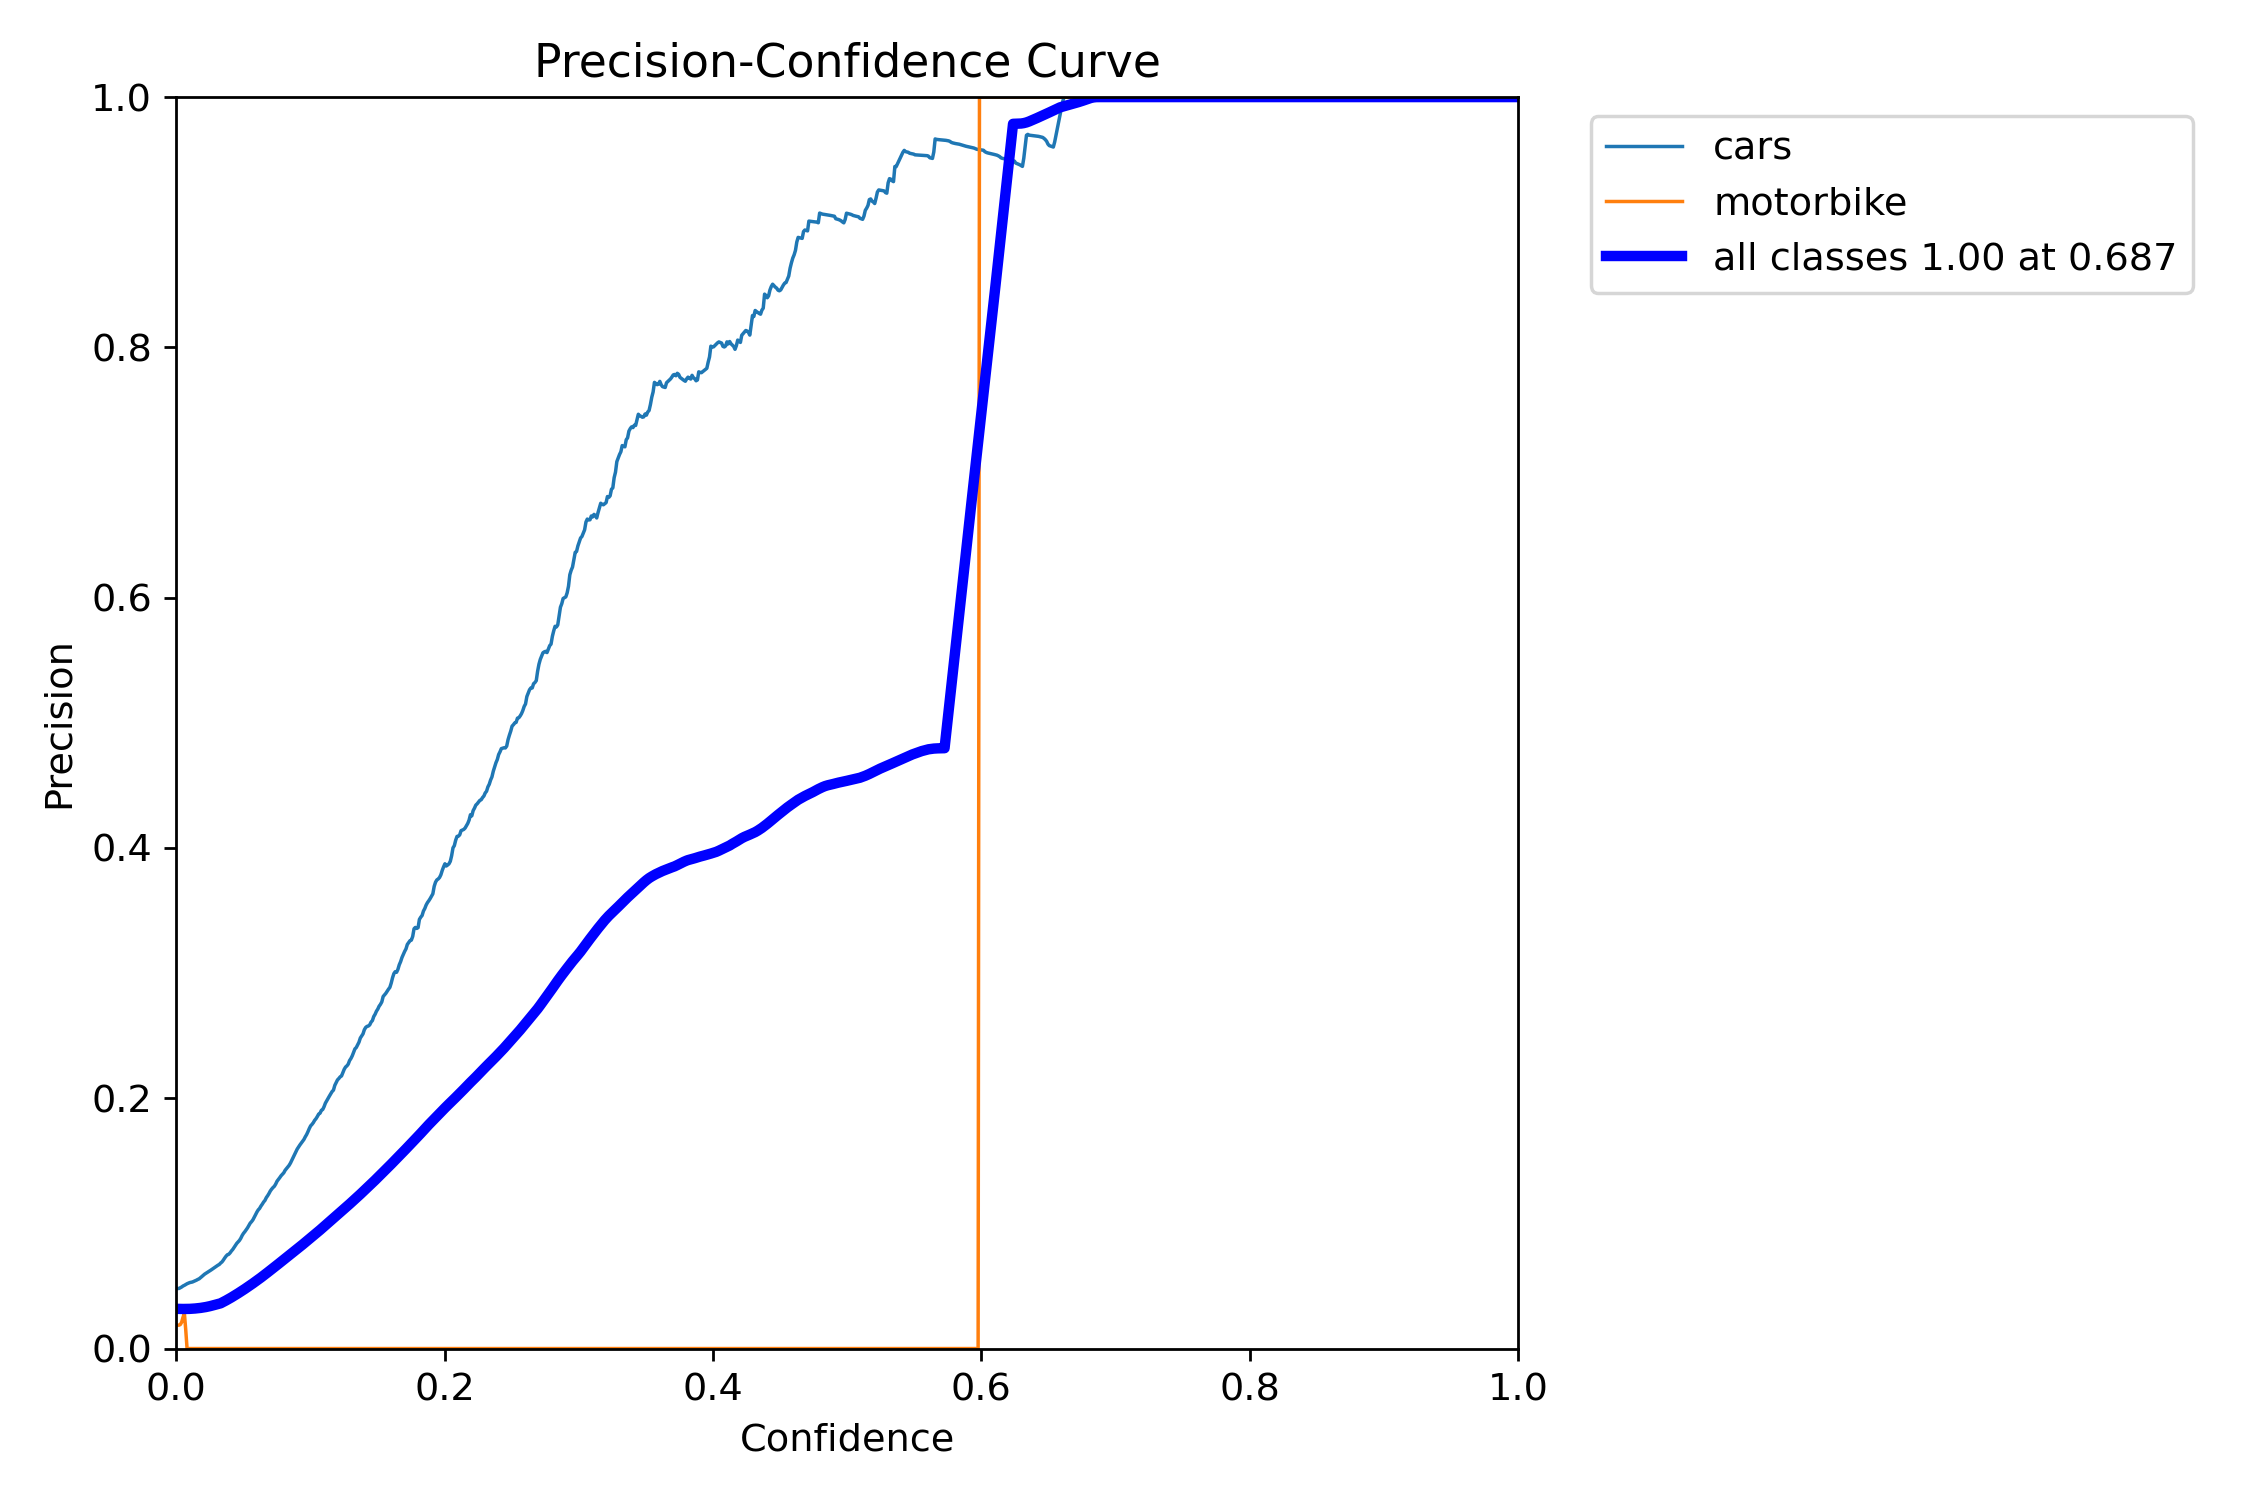 Precision-Confidence Curve
1.0
0.8
0.6
0.4
0.2
0.0
Precision
0.0 0.2 0.4 0.6 0.8 1.0
Confidence
cars
motorbike
all classes 1.00 at 0.687